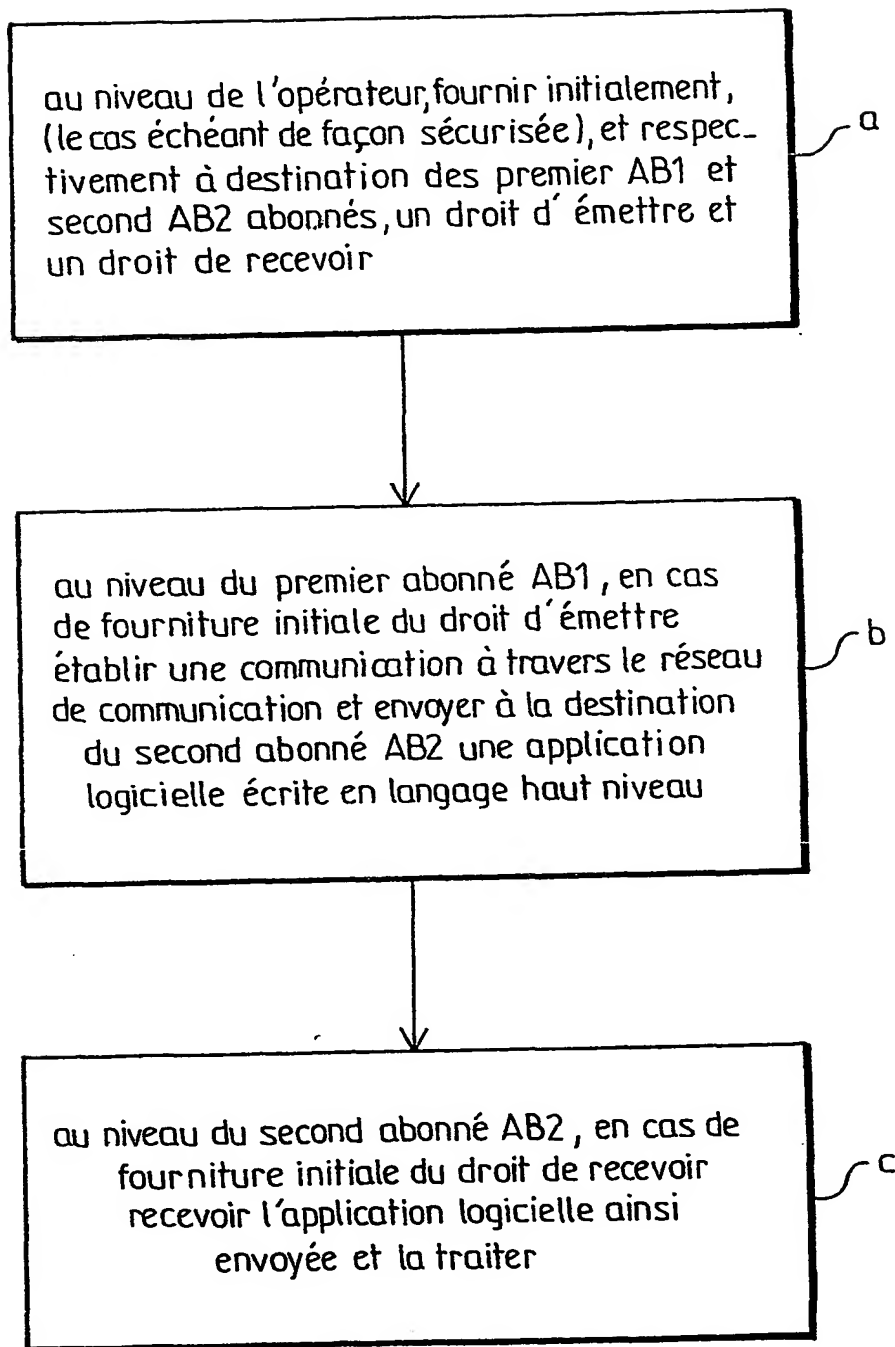 au niveau de l'opérateur, fournir initialement,
(le cas échéant de façon sécurisée), et respec-
tivement à destination des premier AB1 et
second AB2 abonnés, un droit d'émettre et
un droit de recevoir
a
au niveau du premier abonné AB1, en cas
de fourniture initiale du droit d'émettre
établir une communication à travers le réseau
de communication et envoyer à la destination
du second abonné AB2 une application
logicielle écrite en langage haut niveau
b
au niveau du second abonné AB2, en cas de
fourniture initiale du droit de recevoir
recevoir l'application logicielle ainsi
envoyée et la traiter
c